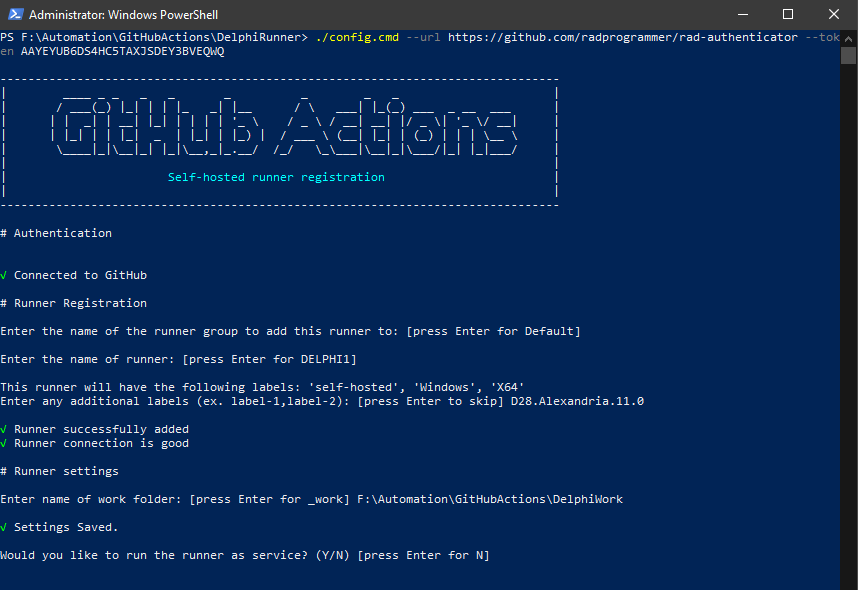 Administrator: Windows PowerShell
PS F:\Automation\GitHubActions\DelphiRunner> ./config.cmd --url https://github.com/radprogrammer/rad-authenticator --tok
en AAYEYUB6DS4HC5TAXJSDEY3BVEQWQ
GitHub Actions
Self-hosted runner registration
# Authentication
√ Connected to GitHub
# Runner Registration
Enter the name of the runner group to add this runner to: [press Enter for Default]
Enter the name of runner: [press Enter for DELPHI1]
This runner will have the following labels: 'self-hosted', 'Windows', 'X64'
Enter any additional labels (ex. label-1,label-2): [press Enter to skip] D28.Alexandria.11.0
√ Runner successfully added
√ Runner connection is good
# Runner settings
Enter name of work folder: [press Enter for _work] F:\Automation\GitHubActions\DelphiWork
√ Settings Saved.
Would you like to run the runner as service? (Y/N) [press Enter for N]